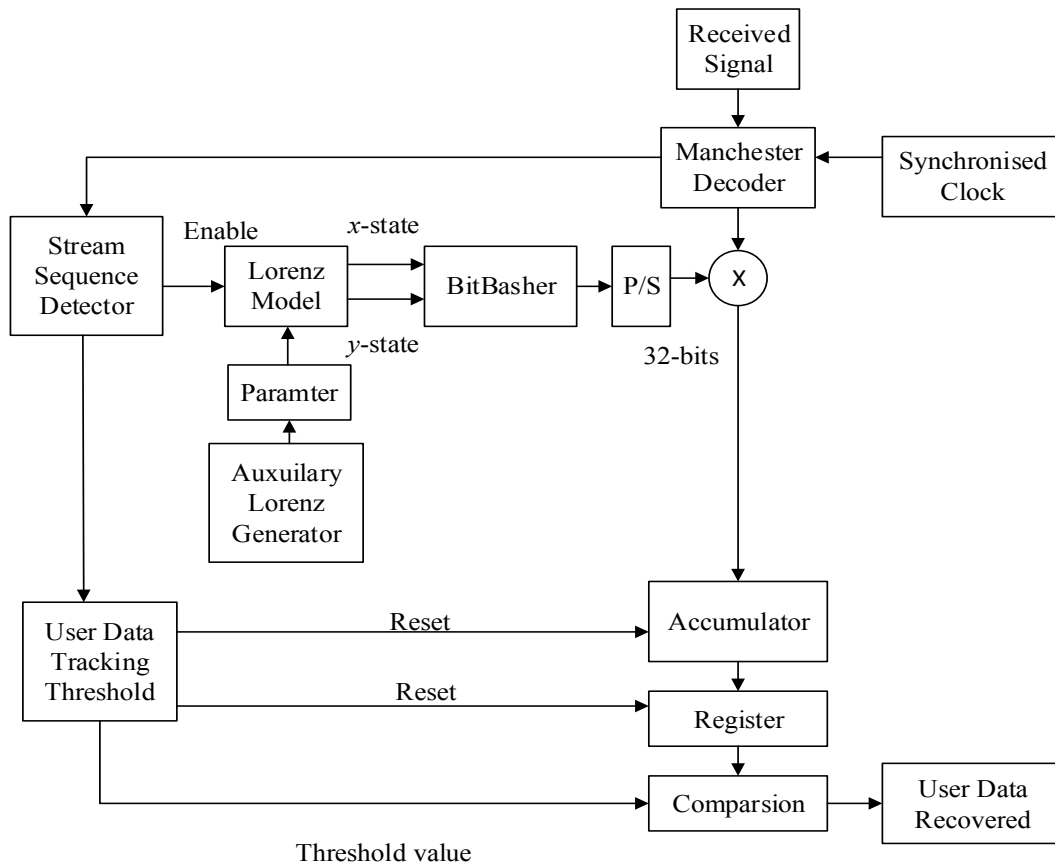 Received
Signal
Manchester
Decoder
Synchronised
Clock
Stream
Sequence
Detector
Enable
Lorenz
Model
x-state
y-state
BitBasher
P/S
X
32-bits
Paramter
Auxuilary
Lorenz
Generator
User Data
Tracking
Threshold
Reset
Accumulator
Reset
Register
Comparsion
User Data
Recovered
Threshold value